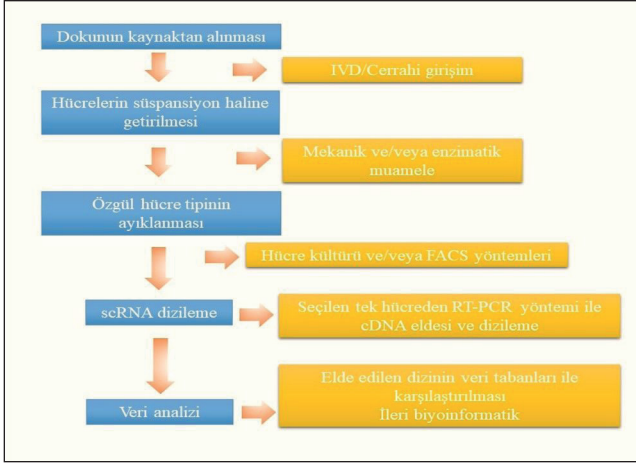 Dokunun kaynaktan alınması
IVD/Cerrahi girişim
Hücrelerin süspansiyon haline
getirilmesi
Mekanik ve/veya enzimatik
muamele
Özgül hücre tipinin
ayıklanması
Hücre kültürü ve/veya FACS yöntemleri
scRNA dizileme
Seçilen tek hücreden RT-PCR yöntemi ile
cDNA eldesi ve dizileme
Veri analizi
Elde edilen dizinin veri tabanları ile
karşılaştırılması
İleri biyoinformatik